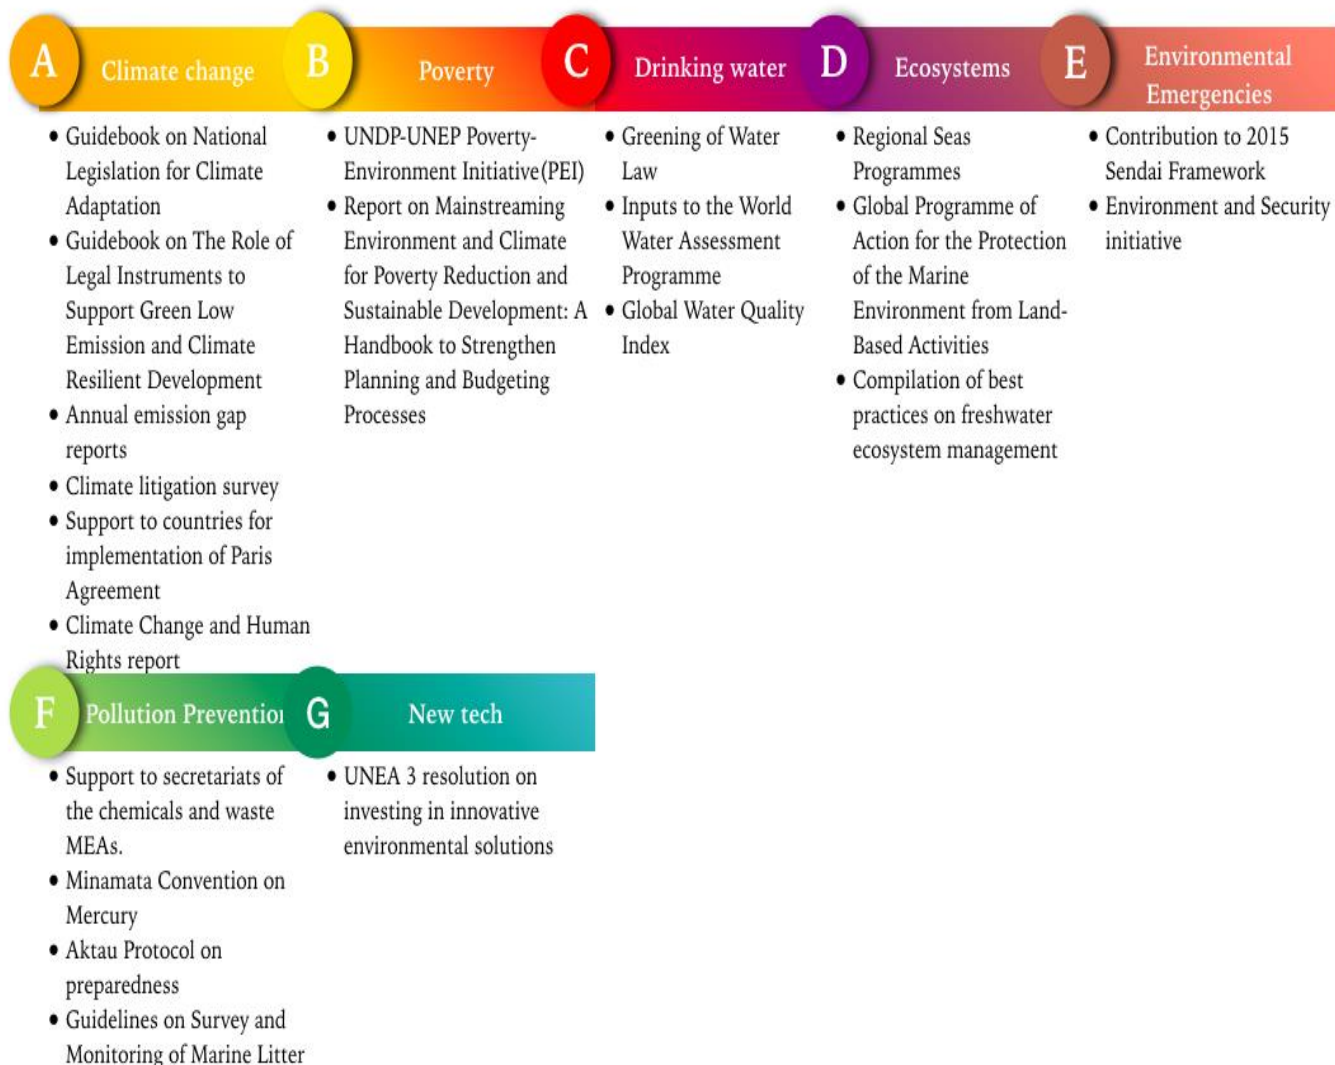 A
Climate change
Guidebook on National
Legislation for Climate
Adaptation
Guidebook on The Role of
Legal Instruments to
Support Green Low
Emission and Climate
Resilient Development
Annual emission gap
reports
Climate litigation survey
Support to countries for
implementation of Paris
Agreement
Climate Change and Human
Rights report
B
Poverty
UNDP-UNEP Poverty-
Environment Initiative(PEI)
Report on Mainstreaming
Environment and Climate
for Poverty Reduction and
Sustainable Development: A
Handbook to Strengthen
Planning and Budgeting
Processes
C
Drinking water
Greening of Water
Law
Inputs to the World
Water Assessment
Programme
Global Water Quality
Index
D
Ecosystems
Regional Seas
Programmes
Global Programme of
Action for the Protection
of the Marine
Environment from Land-
Based Activities
Compilation of best
practices on freshwater
ecosystem management
E
Environmental
Emergencies
Contribution to 2015
Sendai Framework
Environment and Security
initiative
F
Pollution Prevention
Support to secretariats of
the chemicals and waste
MEAs.
Minamata Convention on
Mercury
Aktau Protocol on
preparedness
Guidelines on Survey and
Monitoring of Marine Litter
G
New tech
UNEA 3 resolution on
investing in innovative
environmental solutions